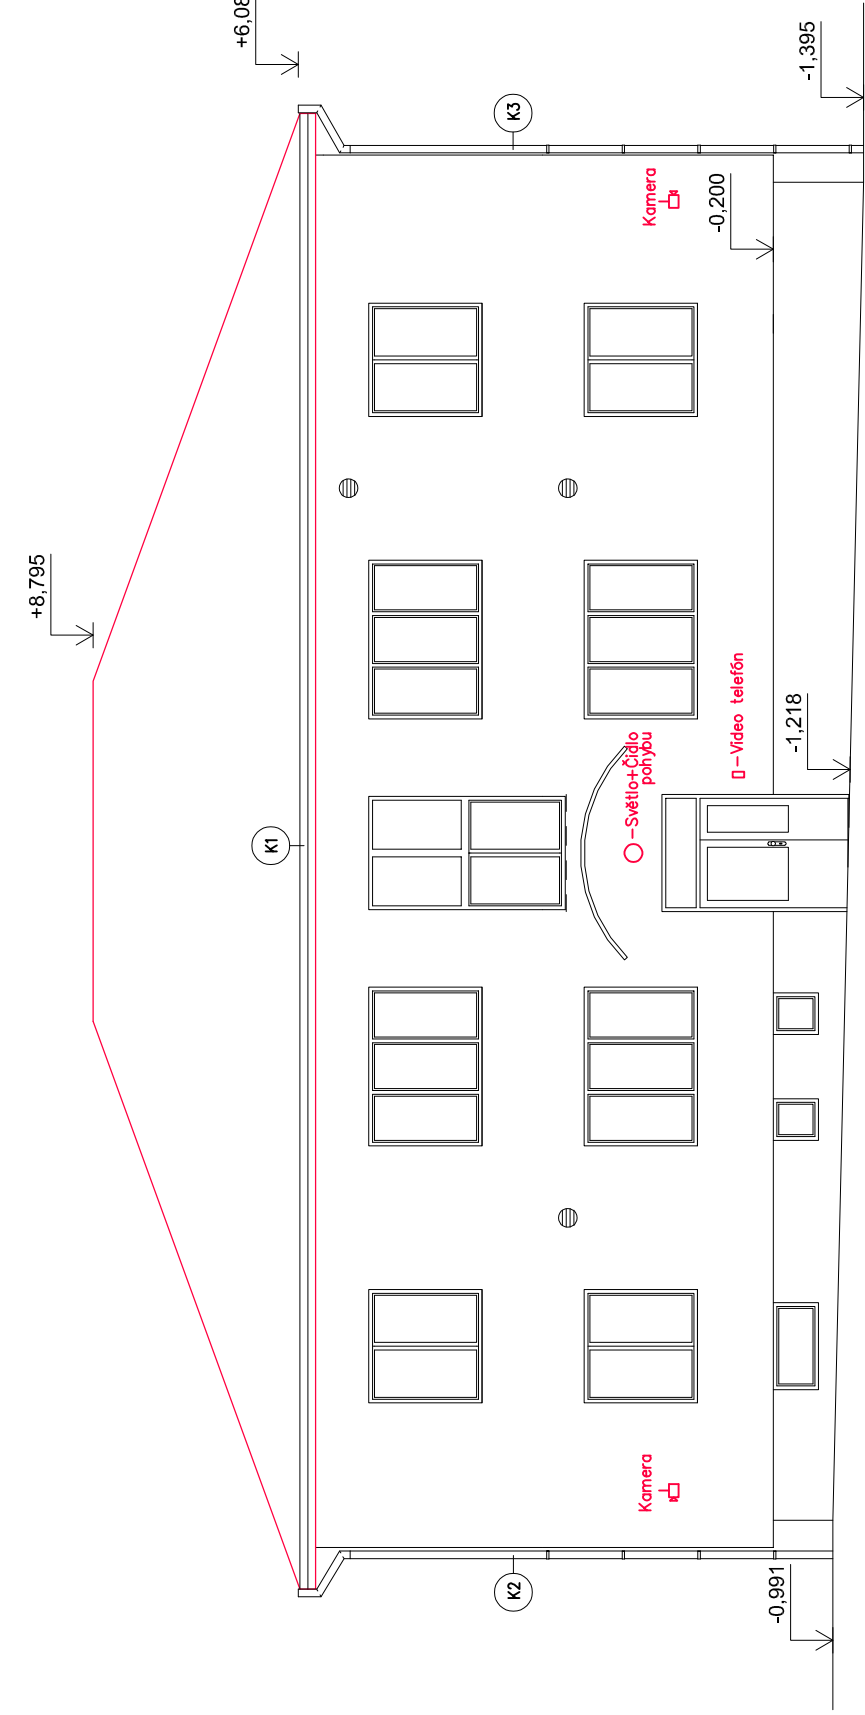 +8,795
+6,08
K1
K2
K3
Kamera
Kamera
-Světlo+Čidlo
pohybu
-Video telefón
-0,200
-1,218
-0,991
-1,395